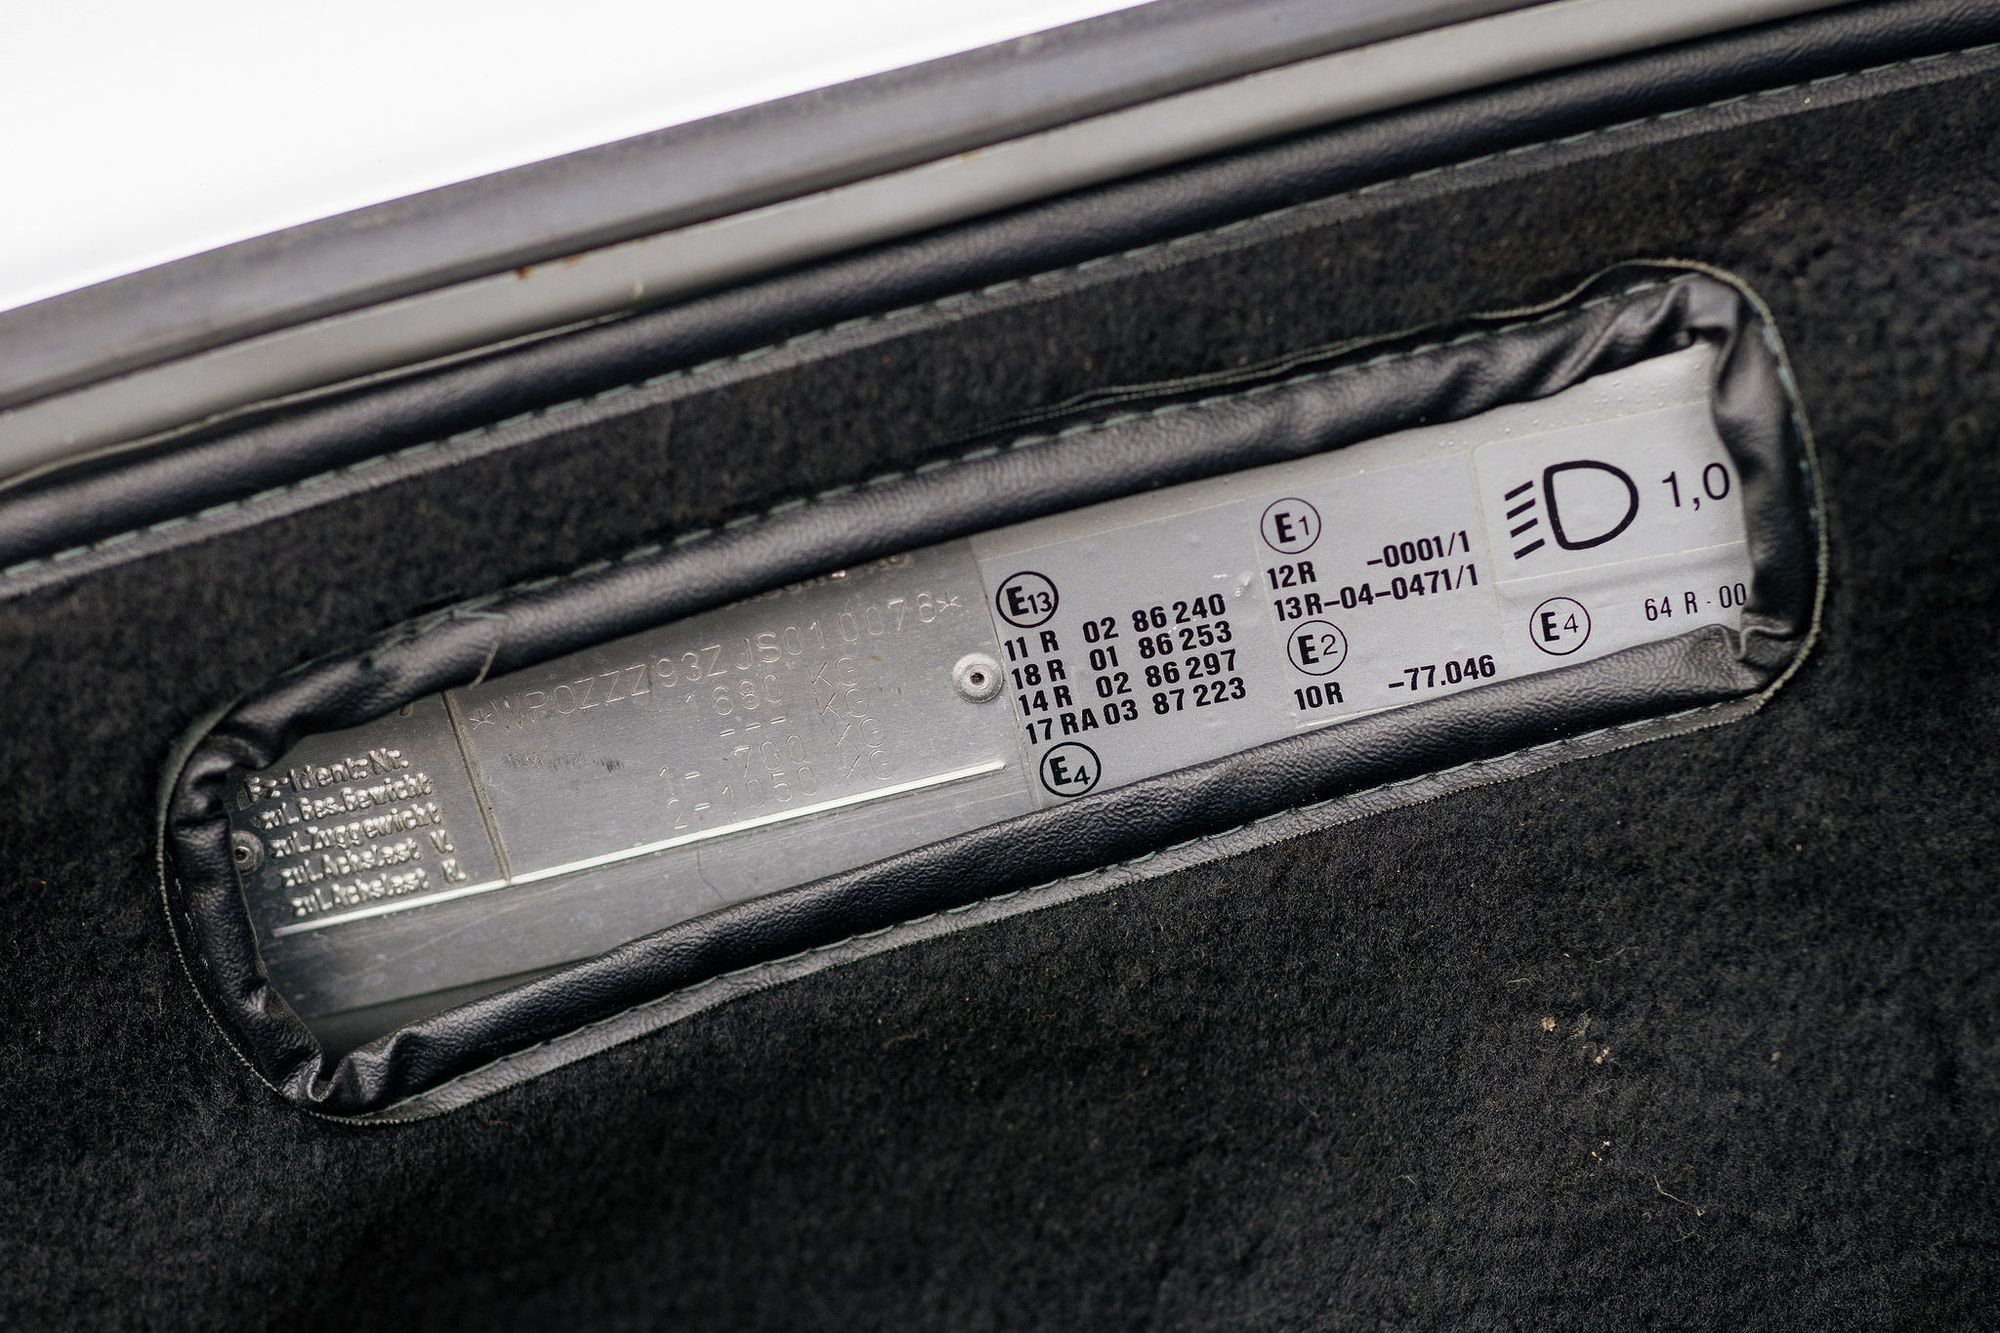 Fz-Ident-Nr.
zul.Ges.Gewicht
zul.Zuggewicht
zul.Achslast V.
zul.Achslast H.
*WPOZZZ93ZJS010078*
1680 KG
-- KG
1- 700 KG
2-1050 KG
E13
11 R 02 86 240
18 R 01 86 253
14 R 02 86 297
17 RA 03 87 223
E4
E1
12R -0001/1
13R-04-0471/1
E2
10R -77.046
1,0
E4 64 R-00